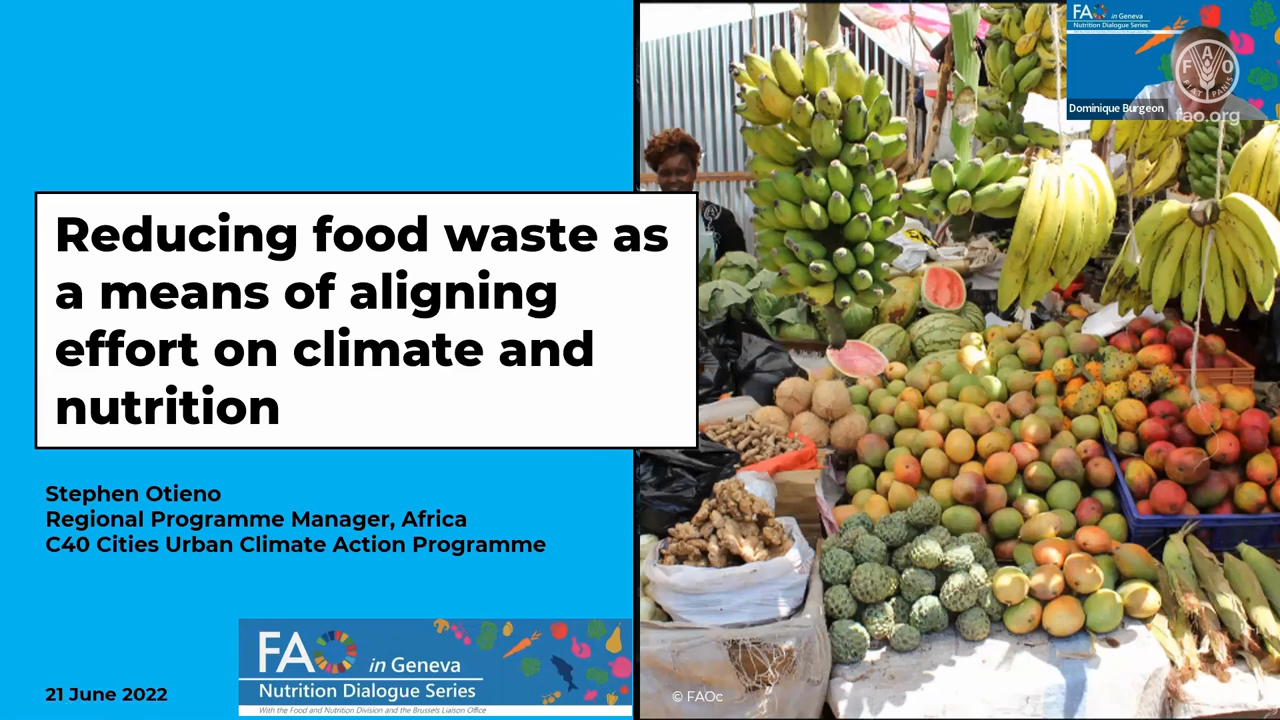 Reducing food waste as
a means of aligning
effort on climate and
nutrition
Stephen Otieno
Regional Programme Manager, Africa
C40 Cities Urban Climate Action Programme
21 June 2022
FAO in Geneva
Nutrition Dialogue Series
With the Food and Nutrition Division and the Brussels Liaison Office
© FAOc
FAO in Geneva
Nutrition Dialogue Series
Dominique Burgeon
F A O
FIAT PANIS
fao.org